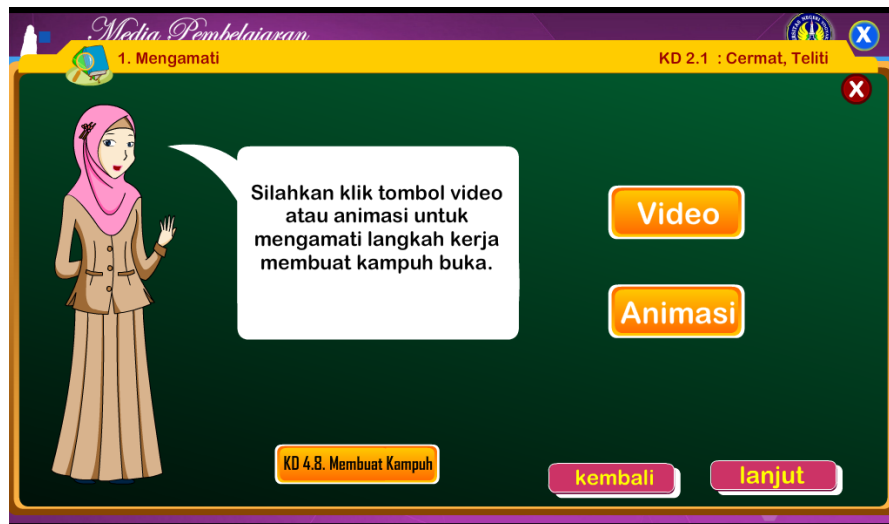 Media Pembelajaran
X
1. Mengamati
KD 2.1 : Cermat, Teliti
X
Silahkan klik tombol video
atau animasi untuk
mengamati langkah kerja
membuat kampuh buka.
Video
Animasi
KD 4.8. Membuat Kampuh
kembali
lanjut